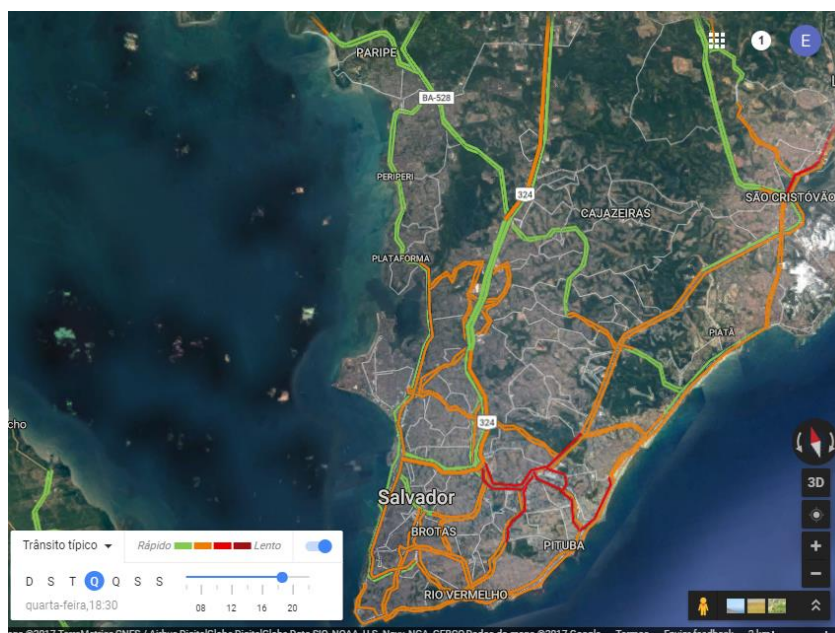 PARIPE
1
E
BA-528
PERIPERI
324
CAJAZEIRAS
SÃO CRISTÓVÃO
PLATAFORMA
PIATÃ
cho
324
3D
Salvador
Trânsito típico
Rápido
Lento
BROTAS
PITUBA
D S T Q Q S S
quarta-feira, 18:30
08 12 16 20
RIO VERMELHO